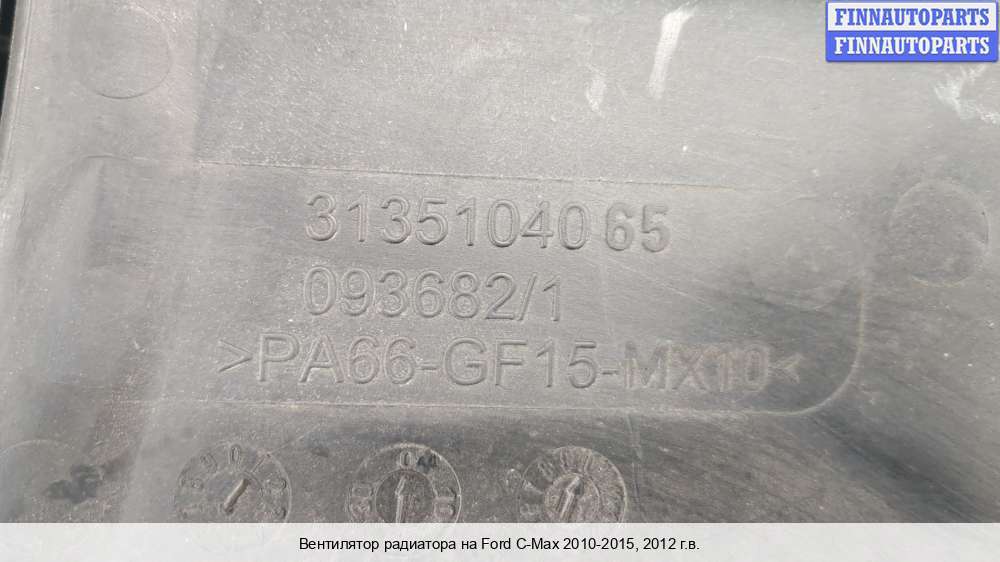 FINNAUTOPARTS
FINNAUTOPARTS
3135104065
093682/1
>PA66-GF15-MX10<
Вентилятор радиатора на Ford C-Max 2010-2015, 2012 г.в.